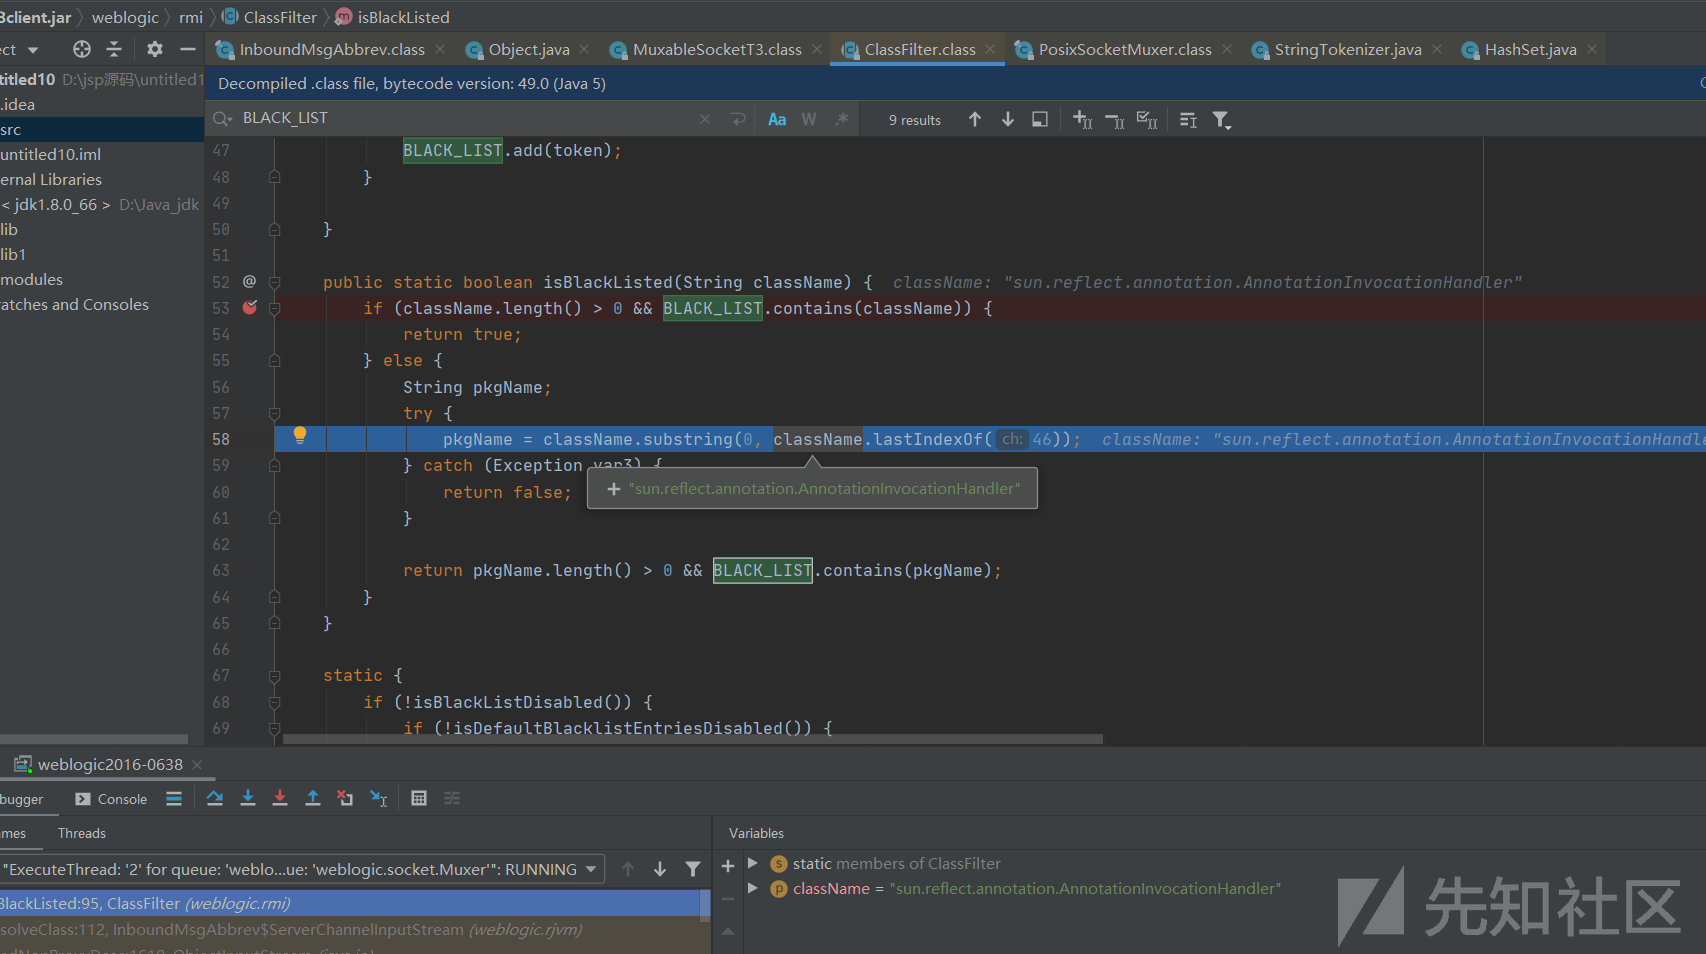 3client.jar 〉 weblogic 〉 rmi 〉 ClassFilter 〉 isBlackListed
ect
InboundMsgAbbrev.class
Object.java
MuxableSocketT3.class
ClassFilter.class
PosixSocketMuxer.class
StringTokenizer.java
HashSet.java
titled10 D:\jsp源码\untitled1
Decompiled .class file, bytecode version: 49.0 (Java 5)
.idea
src
untitled10.iml
ernal Libraries
< jdk1.8.0_66 > D:\Java_jdk
lib
lib1
modules
ratches and Consoles
BLACK_LIST
Aa W .*
9 results
47 BLACK_LIST.add(token);
48 }
49
50 }
51
52 @ public static boolean isBlackListed(String className) { className: "sun.reflect.annotation.AnnotationInvocationHandler"
53 if (className.length() > 0 && BLACK_LIST.contains(className)) {
54 return true;
55 } else {
56 String pkgName;
57 try {
58 pkgName = className.substring(0, className.lastIndexOf( ch: 46)); className: "sun.reflect.annotation.AnnotationInvocationHandle
59 } catch (Exception var3) {
"sun.reflect.annotation.AnnotationInvocationHandler"
60 return false;
61 }
62
63 return pkgName.length() > 0 && BLACK_LIST.contains(pkgName);
64 }
65 }
66
67 static {
68 if (!isBlackListDisabled()) {
69 if (!isDefaultBlacklistEntriesDisabled()) {
weblogic2016-0638
bugger
Console
mes
Threads
Variables
"ExecuteThread: '2' for queue: 'weblo...ue: 'weblogic.socket.Muxer'": RUNNING
BlackListed:95, ClassFilter (weblogic.rmi)
solveClass:112, InboundMsgAbbrev$ServerChannelInputStream (weblogic.rjvm)
static members of ClassFilter
className = "sun.reflect.annotation.AnnotationInvocationHandler"
先知社区